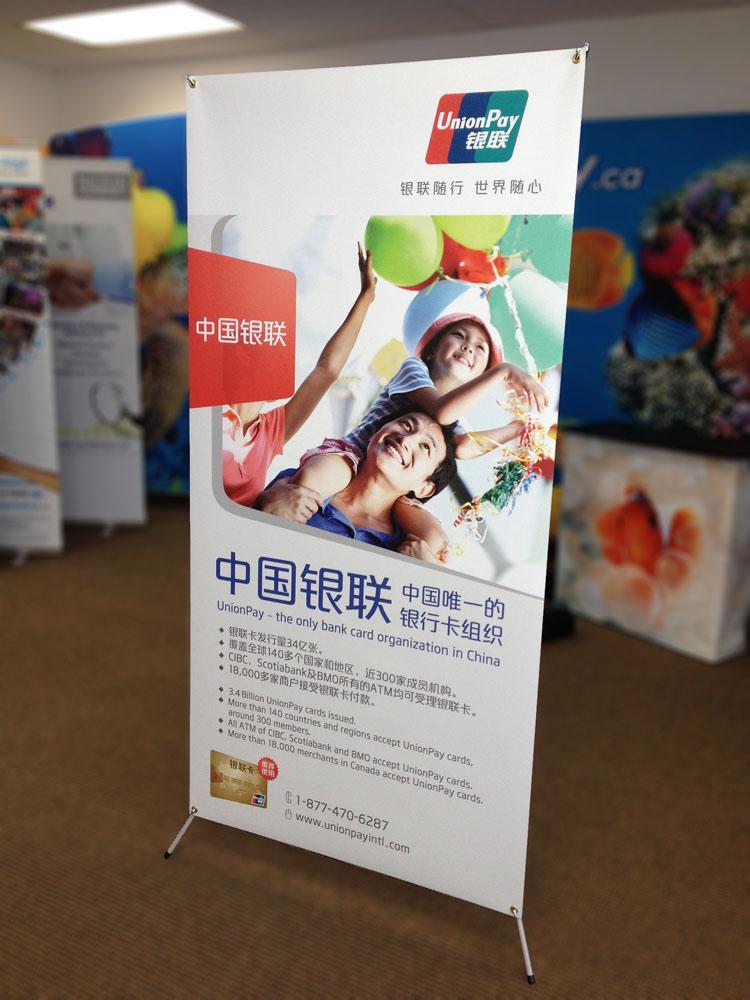 UnionPay
银联
银联随行 世界随心
.ca
中国银联
中国银联
中国唯一的
银行卡组织
UnionPay – the only bank card organization in China
◆ 银联卡发行量34亿张。
◆ 覆盖全球140多个国家和地区，近300家成员机构。
◆ CIBC、Scotiabank及BMO所有的ATM均可受理银联卡。
◆ 18,000多家商户接受银联卡付款。
◆ 3.4 Billion UnionPay cards issued.
◆ More than 140 countries and regions accept UnionPay cards,
around 300 members.
◆ All ATM of CIBC, Scotiabank and BMO accept UnionPay cards.
◆ More than 18,000 merchants in Canada accept UnionPay cards.
银联卡
推荐
使用
1-877-470-6287
www.unionpayintl.com